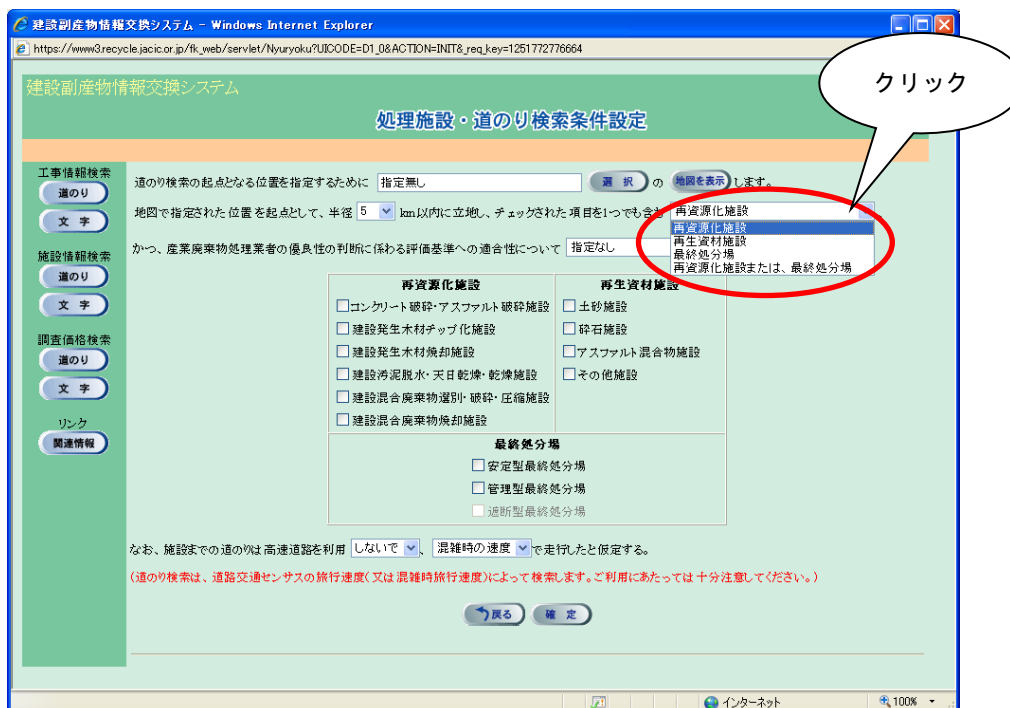 建設副産物情報交換システム - Windows Internet Explorer
https://www3.recycle.jacic.or.jp/fk_web/servlet/Nyuryoku?UICODE=D1_0&ACTION=INIT&req_key=1251772776664
クリック
建設副産物情報交換システム
処理施設・道のり検索条件設定
工事情報検索
道のり
文 字
施設情報検索
道のり
文 字
調査価格検索
道のり
文 字
リンク
関連情報
道のり検索の起点となる位置を指定するために 指定無し 選 択 の 地図を表示 します。
地図で指定された位置を起点として、半径 5 km以内に立地し、チェックされた項目を1つでも含む 再資源化施設
再資源化施設
再生資材施設
最終処分場
再資源化施設または、最終処分場
かつ、産業廃棄物処理業者の優良性の判断に係わる評価基準への適合性について 指定なし
再資源化施設 再生資材施設
コンクリート破砕・アスファルト破砕施設 土砂施設
建設発生木材チップ化施設 砕石施設
建設発生木材焼却施設 アスファルト混合物施設
建設汚泥脱水・天日乾燥・乾燥施設 その他施設
建設混合廃棄物選別・破砕・圧縮施設
建設混合廃棄物焼却施設
最終処分場
安定型最終処分場
管理型最終処分場
遮断型最終処分場
なお、施設までの道のりは高速道路を利用 しないで 、 混雑時の速度 で走行したと仮定する。
(道のり検索は、道路交通センサスの旅行速度(又は混雑時旅行速度)によって検索します。ご利用にあたっては十分注意してください。)
戻る 確 定
インターネット 100%